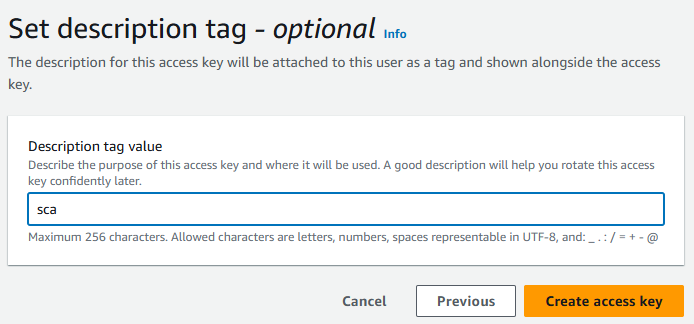 Set description tag - optional Info
The description for this access key will be attached to this user as a tag and shown alongside the access
key.
Description tag value
Describe the purpose of this access key and where it will be used. A good description will help you rotate this access
key confidently later.
sca
Maximum 256 characters. Allowed characters are letters, numbers, spaces representable in UTF-8, and: _ . : / = + - @
Cancel Previous Create access key